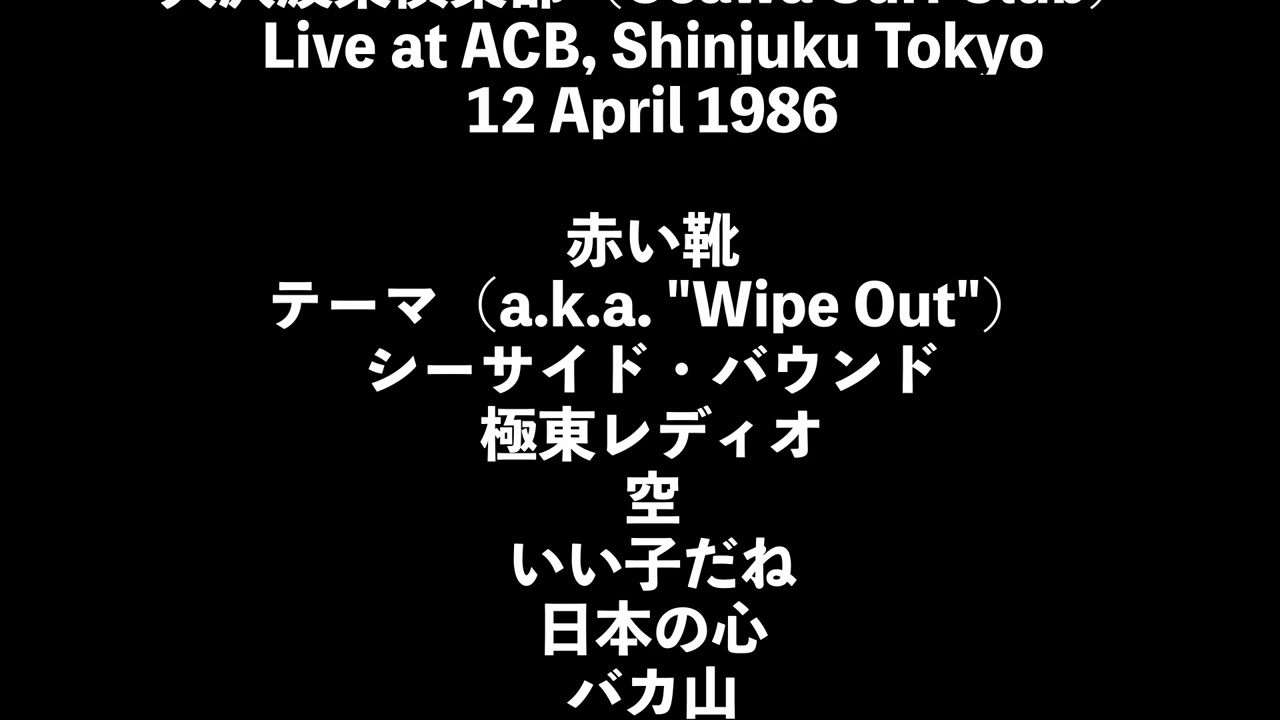 Live at ACB, Shinjuku Tokyo
12 April 1986
赤い靴
テーマ（a.k.a. "Wipe Out"）
シーサイド・バウンド
極東レディオ
空
いい子だね
日本の心
バカ山